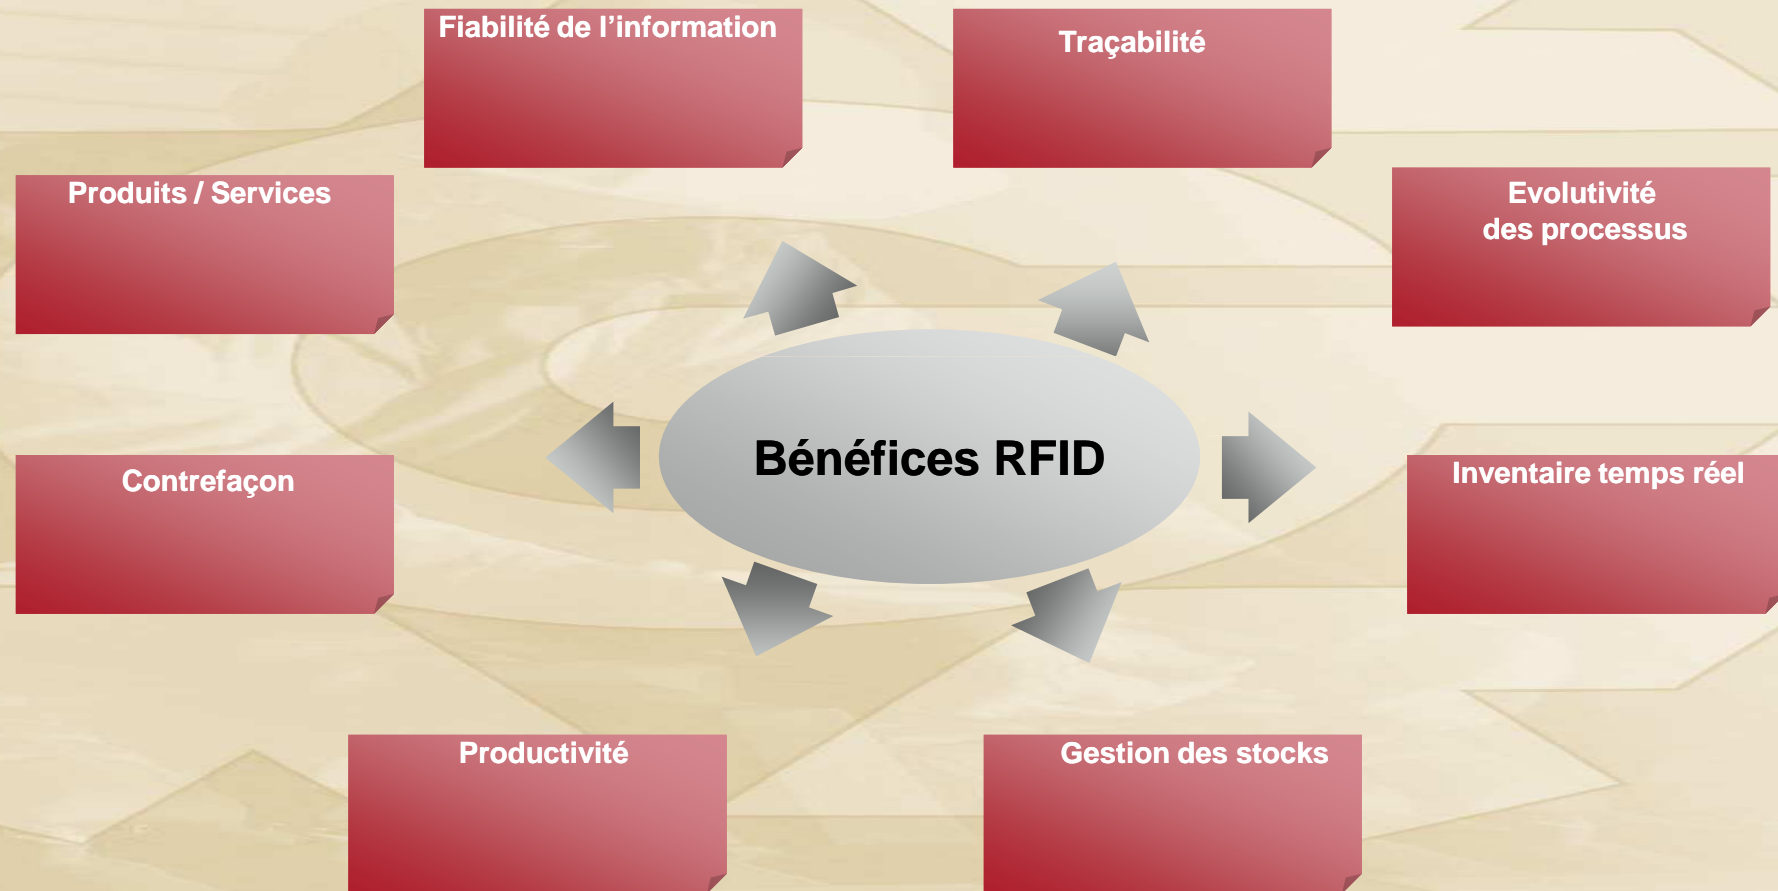 Fiabilité de l’information
Traçabilité
Produits / Services
Evolutivité
des processus
Bénéfices RFID
Contrefaçon
Inventaire temps réel
Productivité
Gestion des stocks